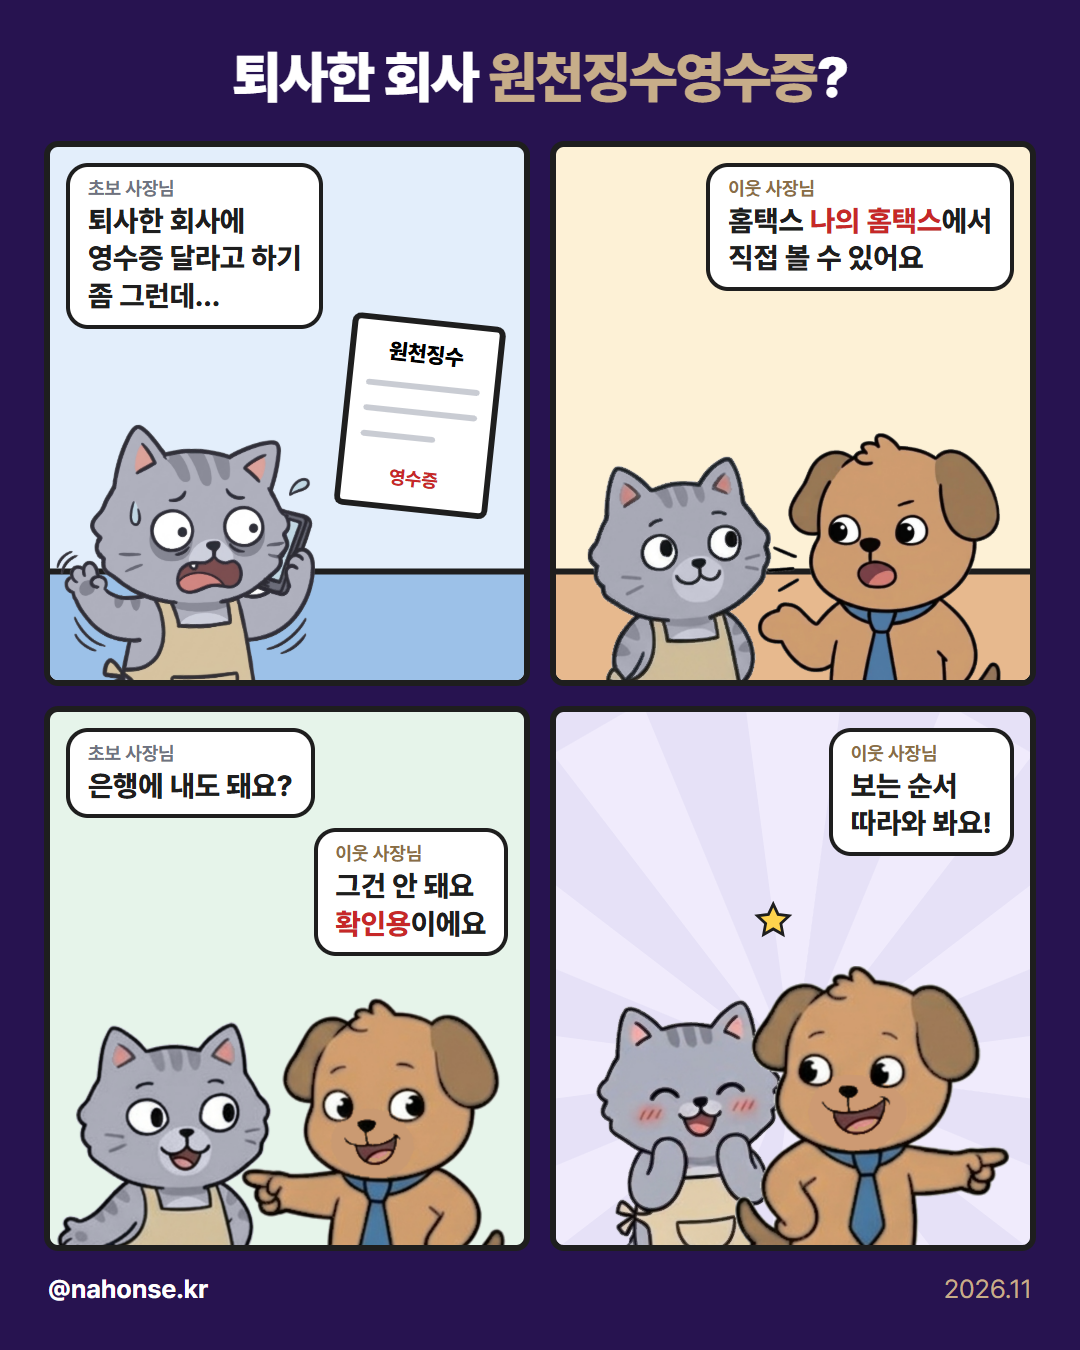 퇴사한 회사 원천징수영수증?
초보 사장님
퇴사한 회사에
영수증 달라고 하기
좀 그런데...
원천징수
영수증
이웃 사장님
홈택스 나의 홈택스에서
직접 볼 수 있어요
초보 사장님
은행에 내도 돼요?
이웃 사장님
그건 안 돼요
확인용이에요
이웃 사장님
보는 순서
따라와 봐요!
@nahonse.kr
2026.11